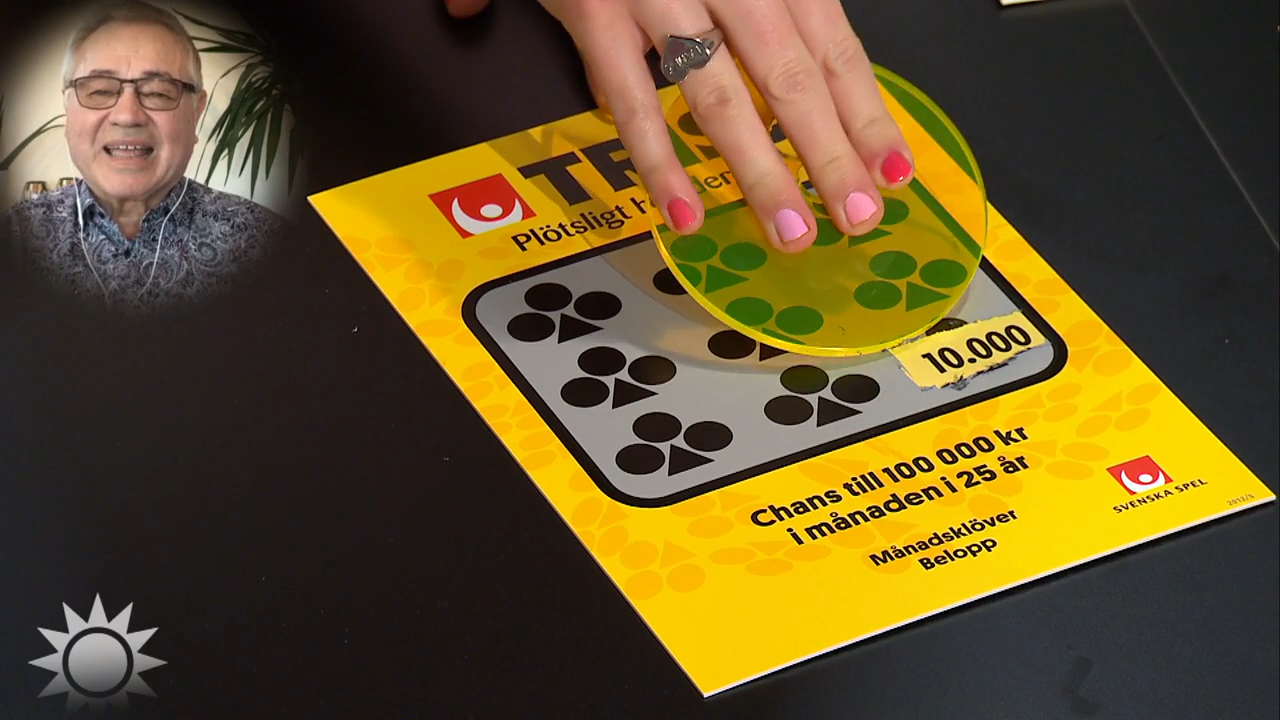 Plötsligt
10.000
Chans till 100 000 kr
i månaden i 25 år
Månadsklöver
Belopp
SVENSKA SPEL